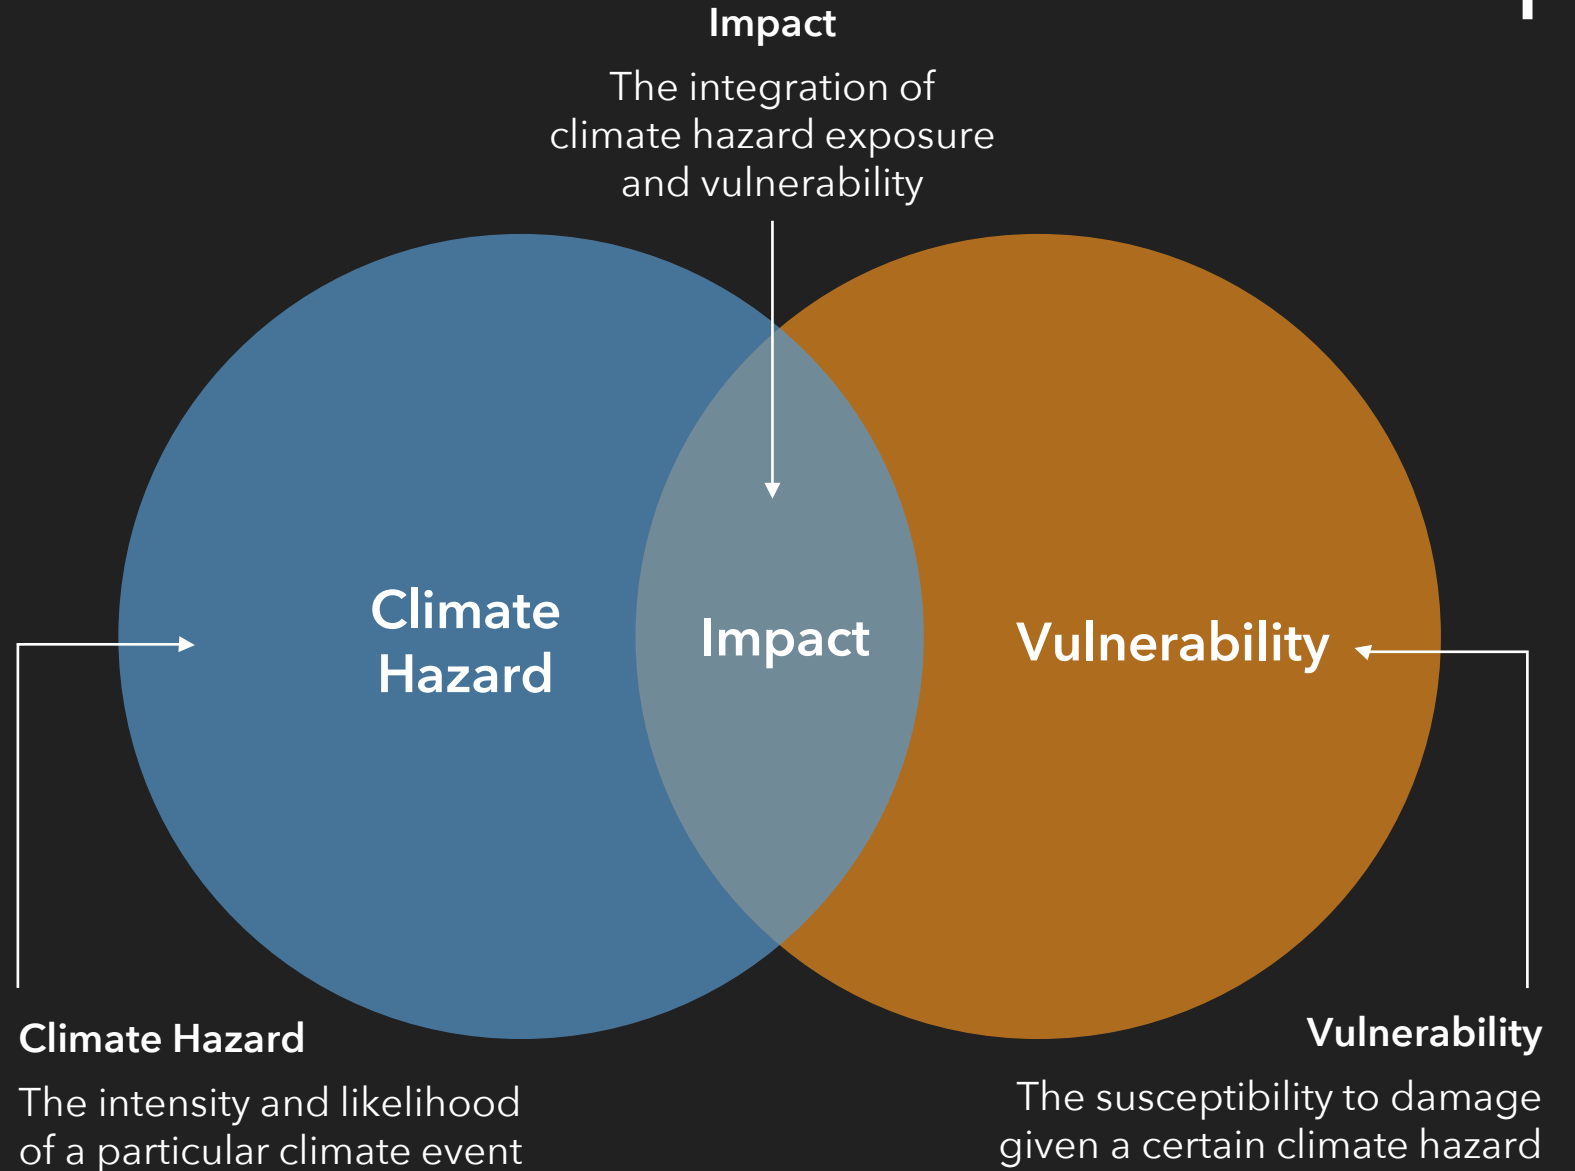 Impact
The integration of
climate hazard exposure
and vulnerability
Climate
Hazard
Impact
Vulnerability
Climate Hazard
The intensity and likelihood
of a particular climate event
Vulnerability
The susceptibility to damage
given a certain climate hazard